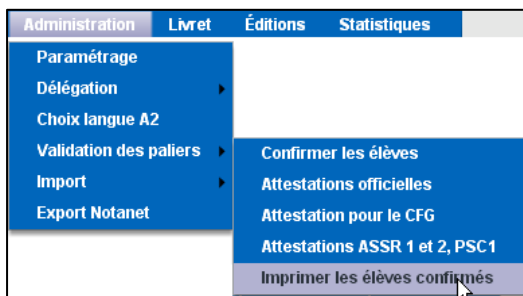 Administration Livret Éditions Statistiques
Paramétrage
Délégation
Choix langue A2
Validation des paliers
Import
Export Notanet
Confirmer les élèves
Attestations officielles
Attestation pour le CFG
Attestations ASSR 1 et 2, PSC1
Imprimer les élèves confirmés